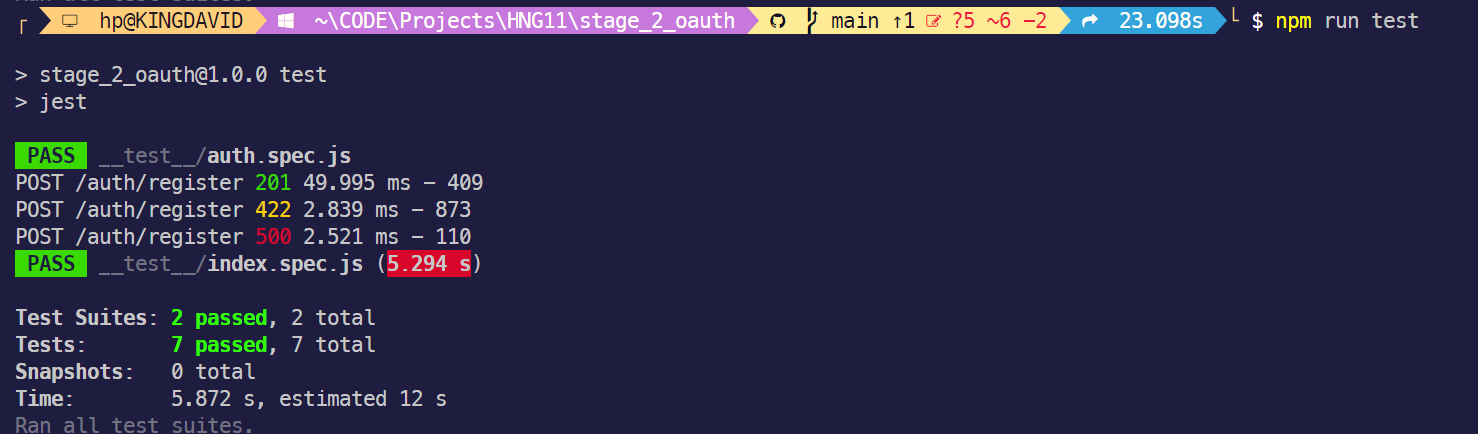 hp@KINGDAVID ~\CODE\Projects\HNG11\stage_2_oauth main ↑1 ?5 ~6 -2 23.098s $ npm run test
> stage_2_oauth@1.0.0 test
> jest
PASS __test__/auth.spec.js
POST /auth/register 201 49.995 ms - 409
POST /auth/register 422 2.839 ms - 873
POST /auth/register 500 2.521 ms - 110
PASS __test__/index.spec.js (5.294 s)
Test Suites: 2 passed, 2 total
Tests: 7 passed, 7 total
Snapshots: 0 total
Time: 5.872 s, estimated 12 s
Ran all test suites.